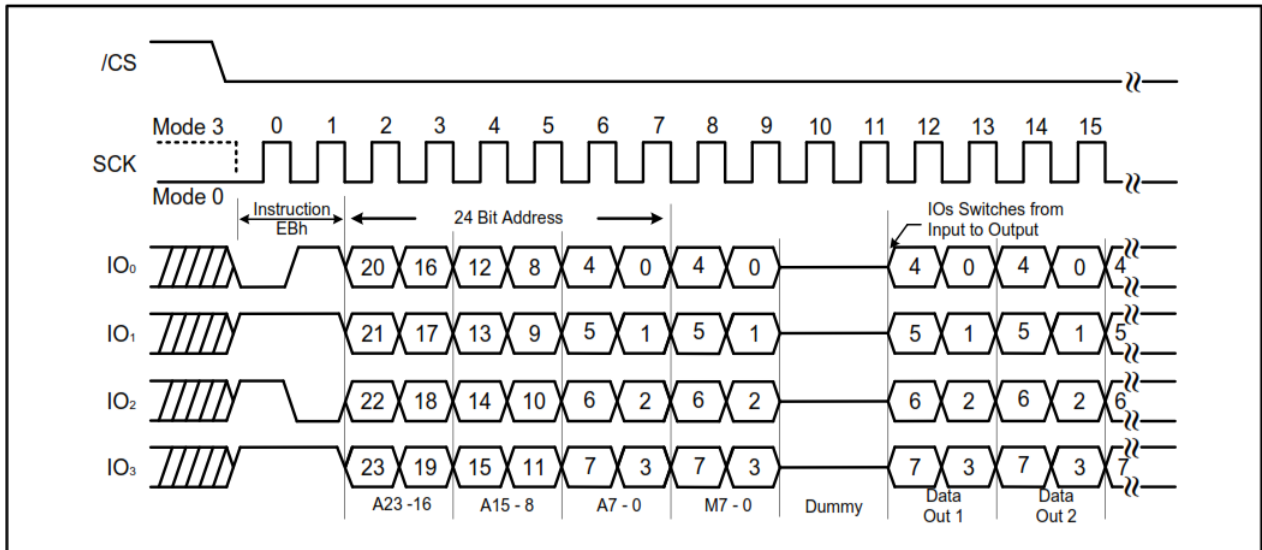 /CS
Mode 3 0 1 2 3 4 5 6 7 8 9 10 11 12 13 14 15
SCK
Mode 0
Instruction
EBh
24 Bit Address
IOs Switches from
Input to Output
IO₀ 20 16 12 8 4 0 4 0 4 0 4 0 4
IO₁ 21 17 13 9 5 1 5 1 5 1 5 1 5
IO₂ 22 18 14 10 6 2 6 2 6 2 6 2 6
IO₃ 23 19 15 11 7 3 7 3 7 3 7 3 7
A23 -16 A15 - 8 A7 - 0 M7 - 0 Dummy
Data
Out 1
Data
Out 2